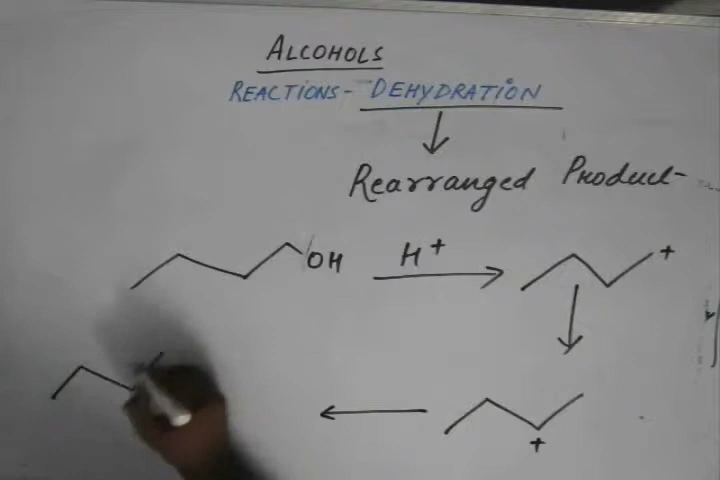 ALCOHOLS
REACTIONS- DEHYDRATION
Rearranged Product-
OH
H+
+
+